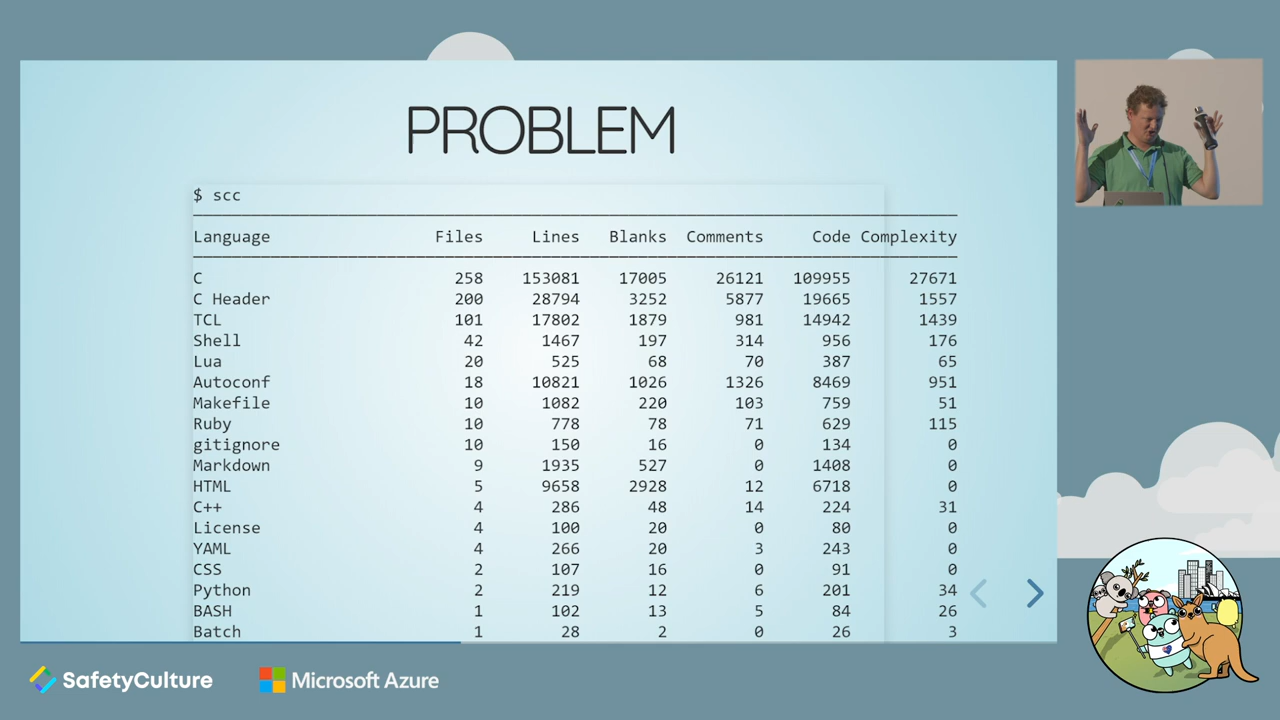 PROBLEM
$ scc
Language Files Lines Blanks Comments Code Complexity
C 258 153081 17005 26121 109955 27671
C Header 200 28794 3252 5877 19665 1557
TCL 101 17802 1879 981 14942 1439
Shell 42 1467 197 314 956 176
Lua 20 525 68 70 387 65
Autoconf 18 10821 1026 1326 8469 951
Makefile 10 1082 220 103 759 51
Ruby 10 778 78 71 629 115
gitignore 10 150 16 0 134 0
Markdown 9 1935 527 0 1408 0
HTML 5 9658 2928 12 6718 0
C++ 4 286 48 14 224 31
License 4 100 20 0 80 0
YAML 4 266 20 3 243 0
CSS 2 107 16 0 91 0
Python 2 219 12 6 201 34
BASH 1 102 13 5 84 26
Batch 1 28 2 0 26 3
SafetyCulture
Microsoft Azure